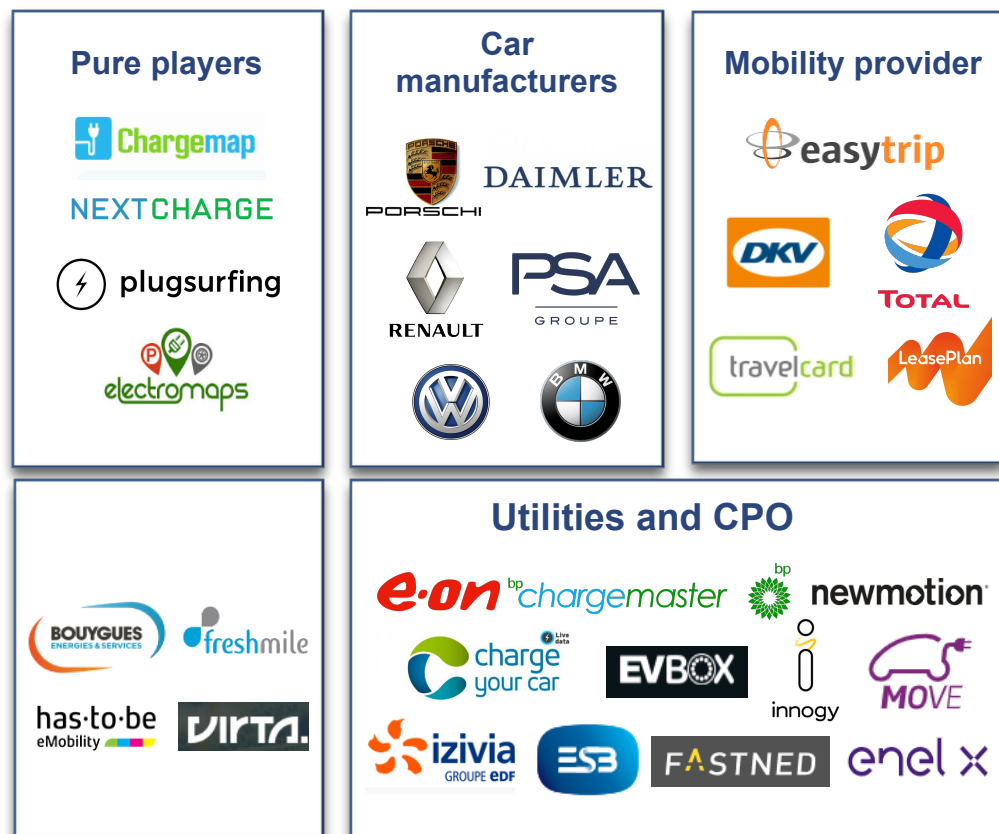 Pure players
Chargemap
NEXTCHARGE
plugsurfing
P
electromaps
Car
manufacturers
PORSCHE
PORSCHI
DAIMLER
RENAULT
PSA
GROUPE
VW
BMW
Mobility provider
easytrip
DKV
TOTAL
travelcard
LeasePlan
BOUYGUES
ENERGIES & SERVICES
freshmile
has·to·be
eMobility
VIRTA.
Utilities and CPO
e·on
bp
chargemaster
bp
newmotion
Live
data
charge
your car
EVBOX
innogy
MOVE
izivia
GROUPE EDF
ESB
FASTNED
enel x